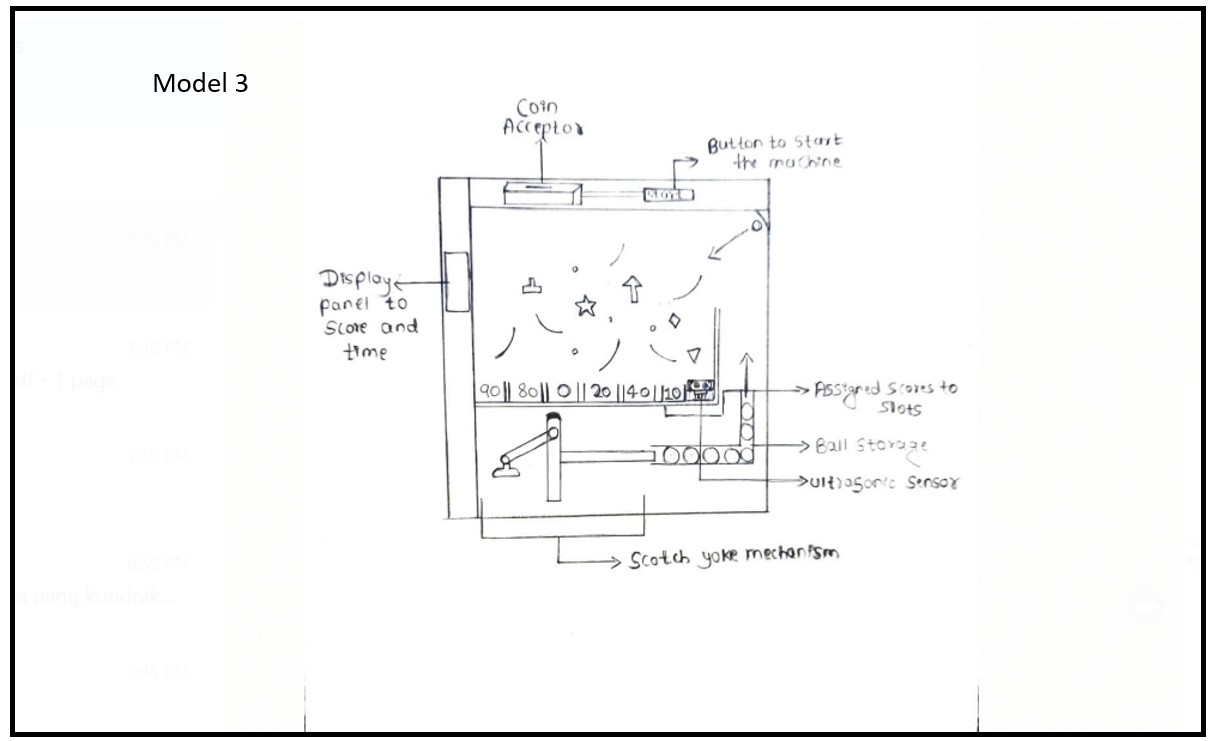 Model 3
Coin
Acceptor
Button to Start
the machine
start
Display
panel to
Score and
time
90 || 80 || 0 || 20 || 40 || 10
Assigned scores to
slots
Ball storage
ultrasonic sensor
Scotch yoke mechanism
7:49 PM
7:48 PM
df • 1 page
7:10 PM
6:59 PM
a nang kundrak...
6:45 PM